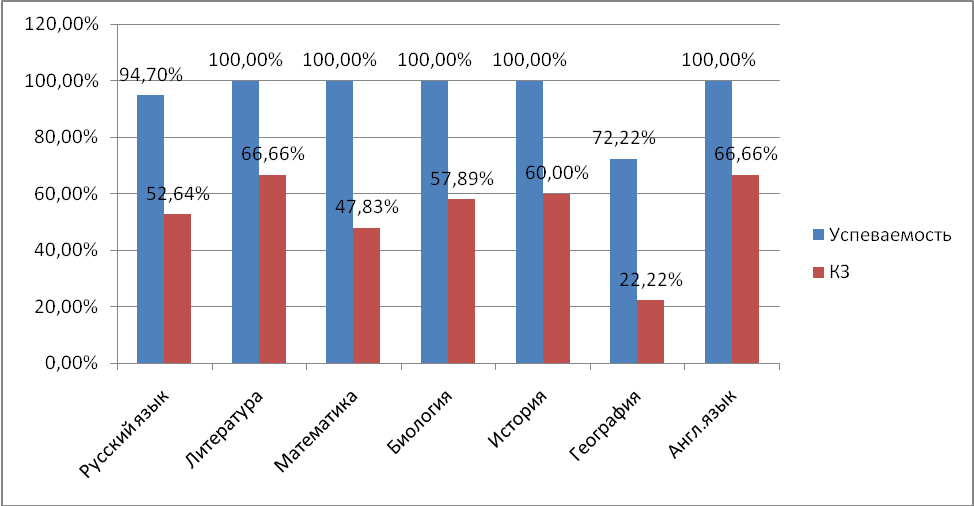 120,00%
100,00%
80,00%
60,00%
40,00%
20,00%
0,00%
94,70%
52,64%
100,00%
66,66%
100,00%
47,83%
100,00%
57,89%
100,00%
60,00%
72,22%
22,22%
100,00%
66,66%
Русский язык
Литература
Математика
Биология
История
География
Англ.язык
Успеваемость
КЗ